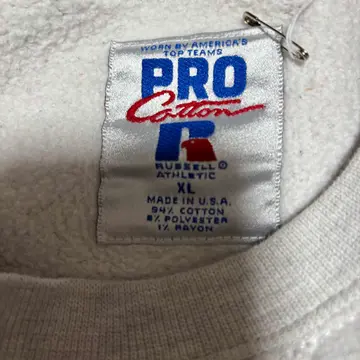 WORN BY AMERICA'S
TOP TEAMS
PRO
Cotton
R
RUSSELL®
ATHLETIC
XL
MADE IN U.S.A.
94% COTTON
5% POLYESTER
1% RAYON